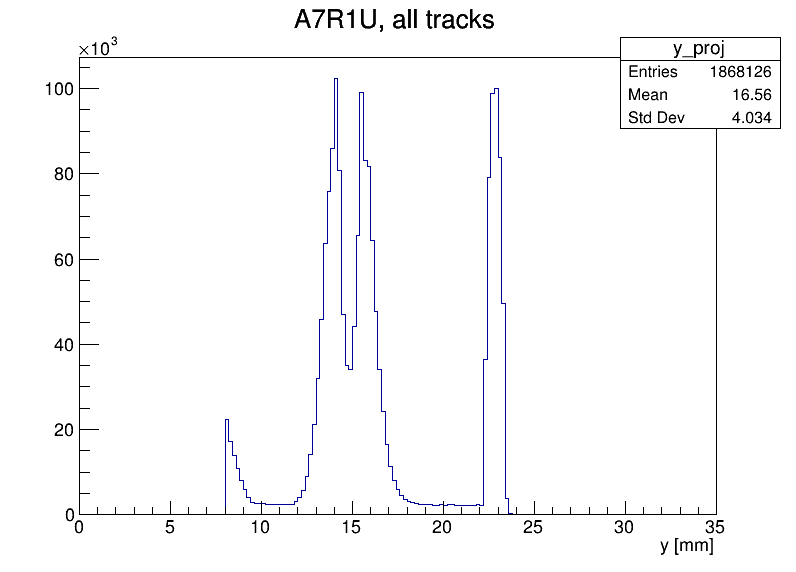 A7R1U, all tracks
×10³
y_proj
Entries 1868126
Mean 16.56
Std Dev 4.034
100
80
60
40
20
0
0 5 10 15 20 25 30 35
y [mm]